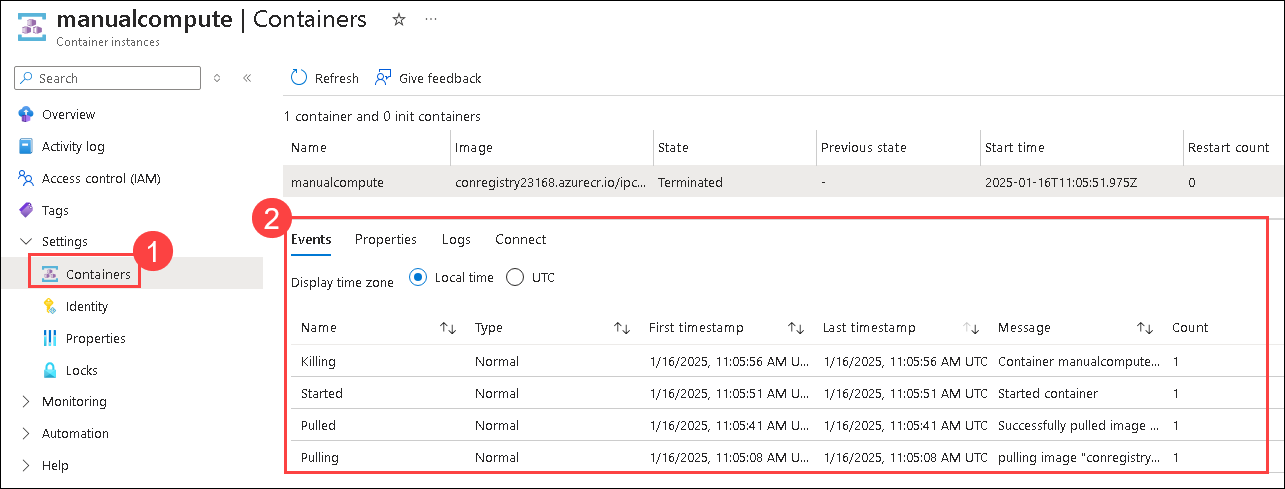 manualcompute | Containers ☆ ...
Container instances
Search
Refresh Give feedback
Overview
Activity log
Access control (IAM)
Tags
Settings
Containers
Identity
Properties
Locks
Monitoring
Automation
Help
1
2
1 container and 0 init containers
Name Image State Previous state Start time Restart count
manualcompute conregistry23168.azurecr.io/ipc... Terminated - 2025-01-16T11:05:51.975Z 0
Events Properties Logs Connect
Display time zone Local time UTC
Name Type First timestamp Last timestamp Message Count
Killing Normal 1/16/2025, 11:05:56 AM U... 1/16/2025, 11:05:56 AM UTC Container manualcompute... 1
Started Normal 1/16/2025, 11:05:51 AM U... 1/16/2025, 11:05:51 AM UTC Started container 1
Pulled Normal 1/16/2025, 11:05:41 AM U... 1/16/2025, 11:05:41 AM UTC Successfully pulled image ... 1
Pulling Normal 1/16/2025, 11:05:08 AM U... 1/16/2025, 11:05:08 AM UTC pulling image "conregistry... 1